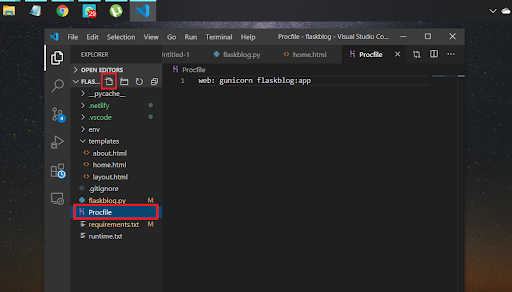 29
File Edit Selection View Go Run Terminal Help Procfile - flaskblog - Visual Studio Co...
EXPLORER
Untitled-1 flaskblog.py home.html Procfile
OPEN EDITORS
FLAS...
Procfile
1 web: gunicorn flaskblog:app
__pycache__
.netlify
.vscode
env
templates
about.html
home.html
layout.html
.gitignore
flaskblog.py M
Procfile
requirements.txt M
runtime.txt
4